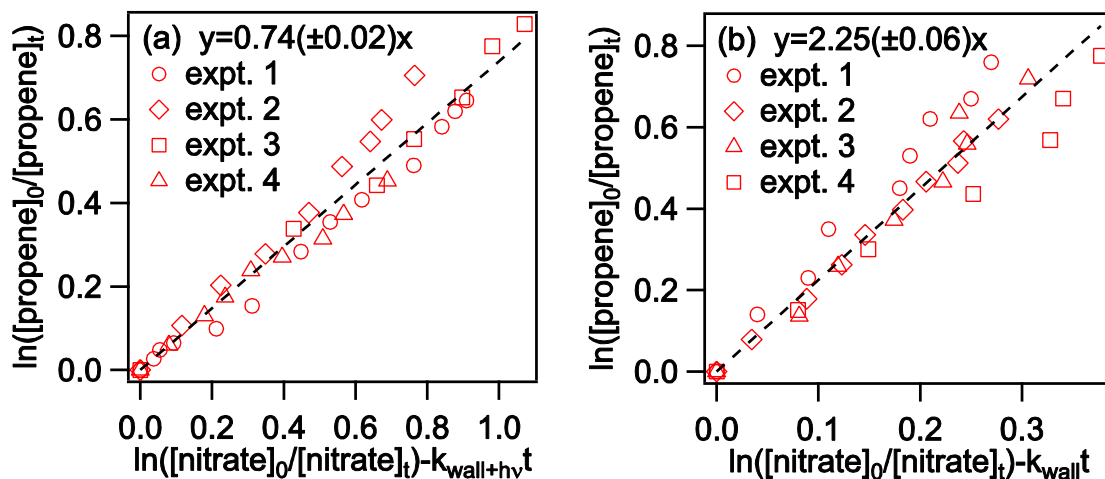 (a) y=0.74(±0.02)x
expt. 1
expt. 2
expt. 3
expt. 4
ln([propene]₀/[propene]ₜ)
0.8
0.6
0.4
0.2
0.0
0.0 0.2 0.4 0.6 0.8 1.0
ln([nitrate]₀/[nitrate]ₜ)-k_wall+hνt
(b) y=2.25(±0.06)x
expt. 1
expt. 2
expt. 3
expt. 4
ln([propene]₀/[propene]ₜ)
0.8
0.6
0.4
0.2
0.0
0.0 0.1 0.2 0.3
ln([nitrate]₀/[nitrate]ₜ)-k_wallt